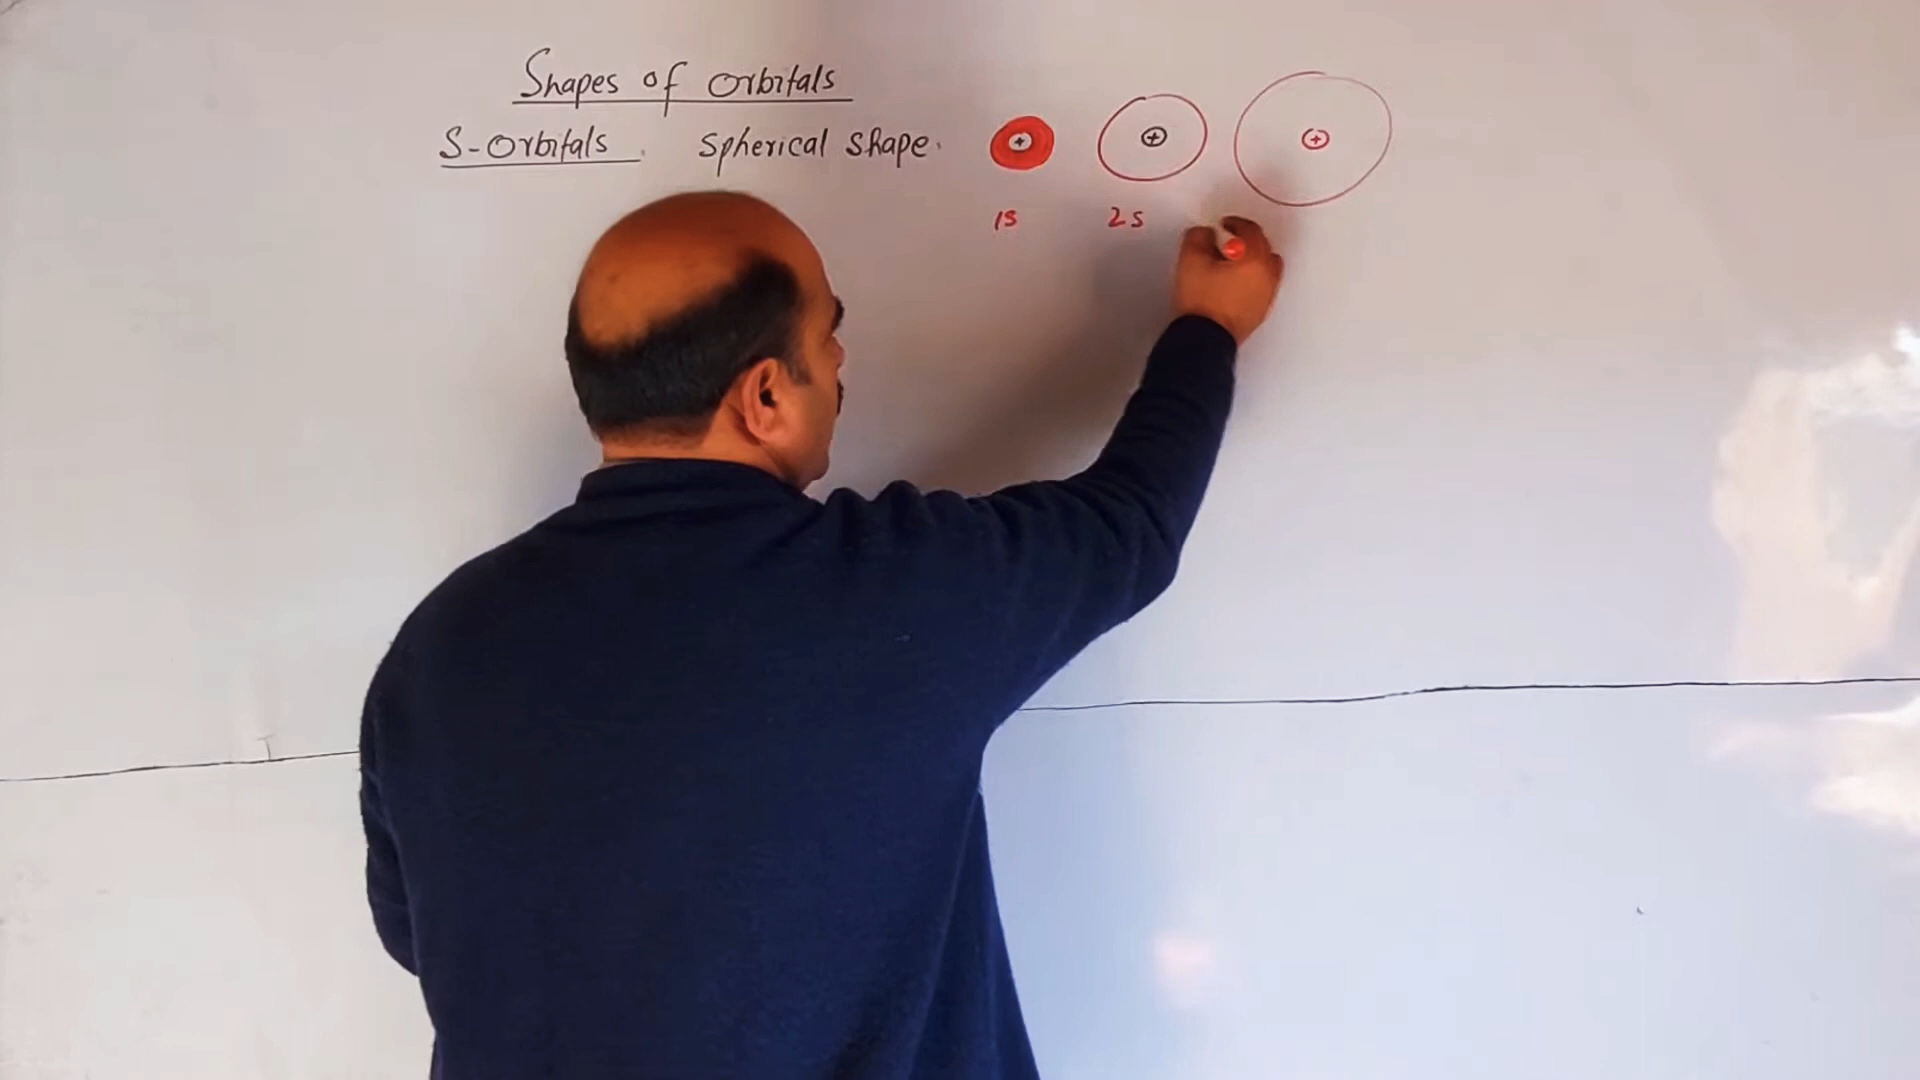 Shapes of orbitals
S-Orbitals. Spherical shape.
+ + +
1s 2s